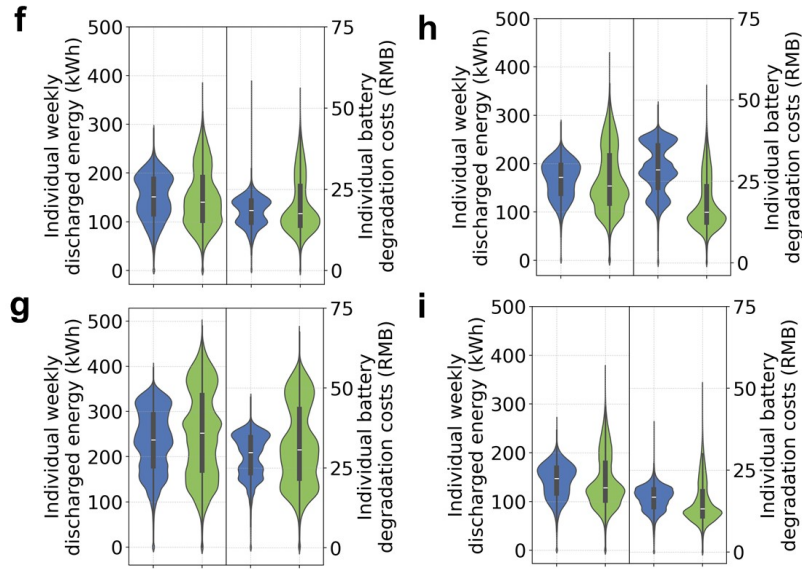 f
Individual weekly
discharged energy (kWh)
500
400
300
200
100
0
75
50
25
0
Individual battery
degradation costs (RMB)
h
Individual weekly
discharged energy (kWh)
500
400
300
200
100
0
75
50
25
0
Individual battery
degradation costs (RMB)
g
Individual weekly
discharged energy (kWh)
500
400
300
200
100
0
75
50
25
0
Individual battery
degradation costs (RMB)
i
Individual weekly
discharged energy (kWh)
500
400
300
200
100
0
75
50
25
0
Individual battery
degradation costs (RMB)